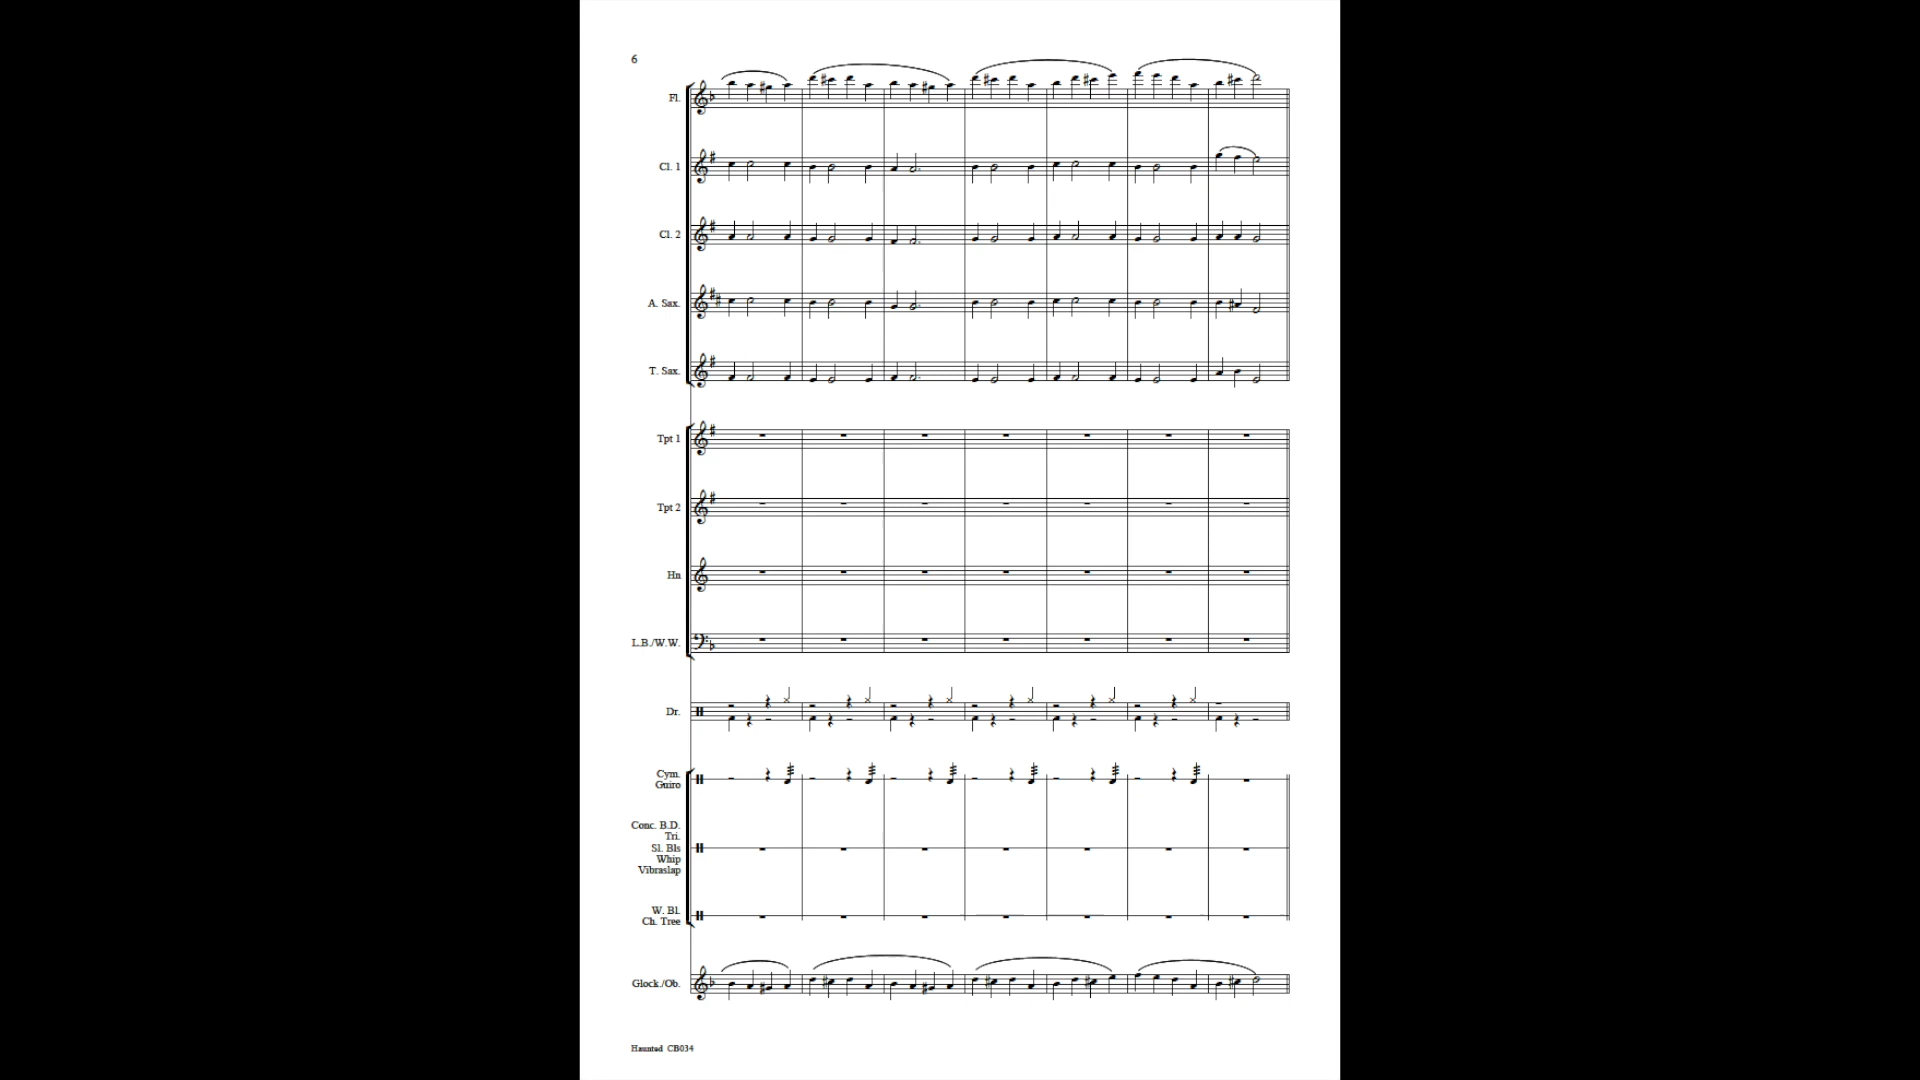 6
Fl.
Cl. 1
Cl. 2
A. Sax.
T. Sax.
Tpt 1
Tpt 2
Hn
L.B./W.W.
Dr.
Cym.
Guiro
Conc. B.D.
Tri.
Sl. Bls
Whip
Vibraslap
W. Bl.
Ch. Tree
Glock./Ob.
Haunted CB034